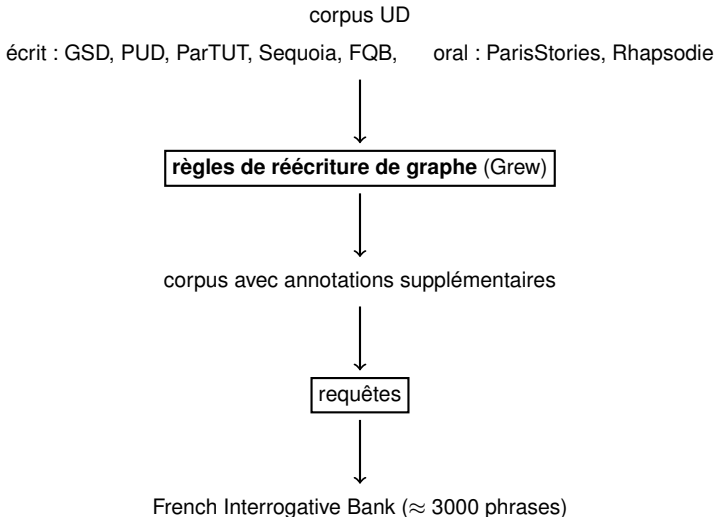 corpus UD
écrit : GSD, PUD, ParTUT, Sequoia, FQB, oral : ParisStories, Rhapsodie
règles de réécriture de graphe (Grew)
corpus avec annotations supplémentaires
requêtes
French Interrogative Bank (≈ 3000 phrases)